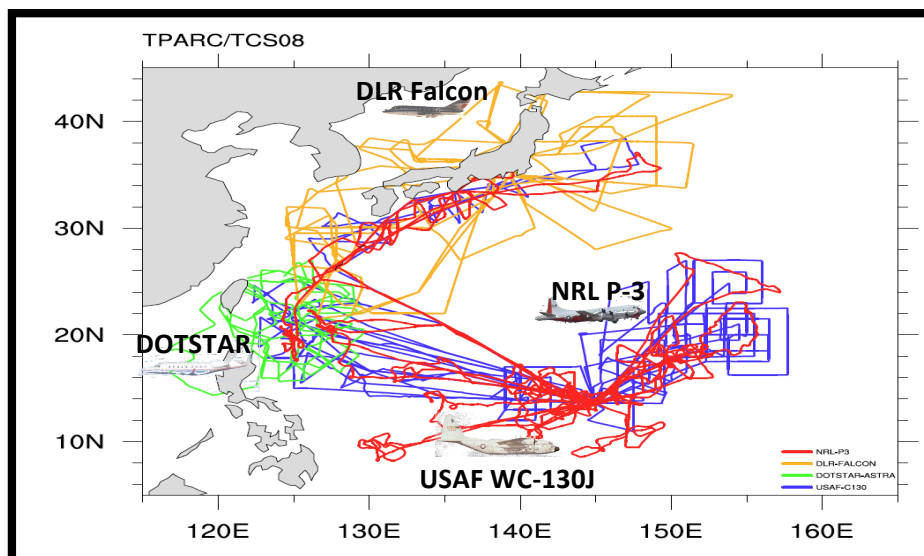 TPARC/TCS08
DLR Falcon
40N
30N
NRL P-3
20N
DOTSTAR
10N
USAF WC-130J
NRL-P3
DLR-FALCON
DOTSTAR-ASTRA
USAF-C130
120E 130E 140E 150E 160E